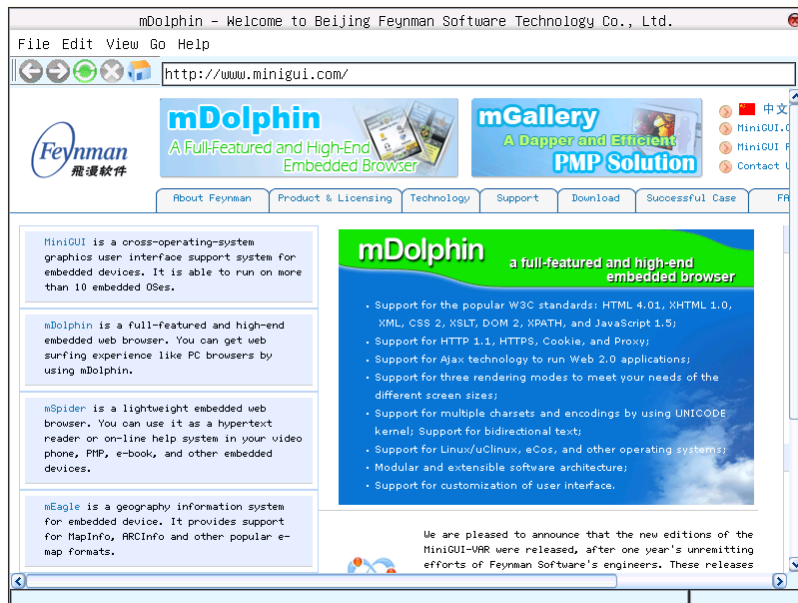 mDolphin - Welcome to Beijing Feynman Software Technology Co., Ltd.
File Edit View Go Help
http://www.minigui.com/
Feynman
飛漫软件
mDolphin
A Full-Featured and High-End
Embedded Browser
mGallery
A Dapper and Efficient
PMP Solution
中文
MiniGUI.
MiniGUI
Contact
About Feynman
Product & Licensing
Technology
Support
Download
Successful Case
FA
MiniGUI is a cross-operating-system
graphics user interface support system for
embedded devices. It is able to run on more
than 10 embedded OSes.
mDolphin is a full-featured and high-end
embedded web browser. You can get web
surfing experience like PC browsers by
using mDolphin.
mSpider is a lightweight embedded web
browser. You can use it as a hypertext
reader or on-line help system in your video
phone, PMP, e-book, and other embedded
devices.
mEagle is a geography information system
for embedded device. It provides support
for MapInfo, ARCInfo and other popular e-
map formats.
mDolphin
a full-featured and high-end
embedded browser
• Support for the popular W3C standards: HTML 4.01, XHTML 1.0,
XML, CSS 2, XSLT, DOM 2, XPATH, and JavaScript 1.5;
• Support for HTTP 1.1, HTTPS, Cookie, and Proxy;
• Support for Ajax technology to run Web 2.0 applications;
• Support for three rendering modes to meet your needs of the
different screen sizes;
• Support for multiple charsets and encodings by using UNICODE
kernel; Support for bidirectional text;
• Support for Linux/uClinux, eCos, and other operating systems;
• Modular and extensible software architecture;
• Support for customization of user interface.
We are pleased to announce that the new editions of the
MiniGUI-VAR were released, after one year's unremitting
efforts of Feynman Software's engineers. These releases